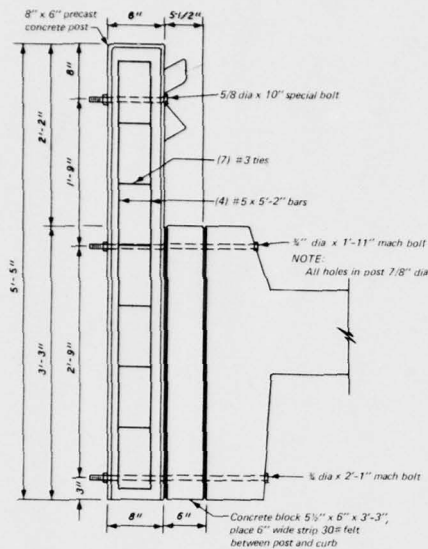 8" x 6" precast
concrete post
8"
5-1/2"
8"
2'-2"
1'-9"
5/8 dia x 10" special bolt
(7) #3 ties
(4) #5 x 5'-2" bars
¾" dia x 1'-11" mach bolt
NOTE:
All holes in post 7/8" dia
5'-5"
3'-3"
2'-9"
¾ dia x 2'-1" mach bolt
3"
8"
6"
Concrete block 5½" x 6" x 3'-3",
place 6" wide strip 30# felt
between post and curb